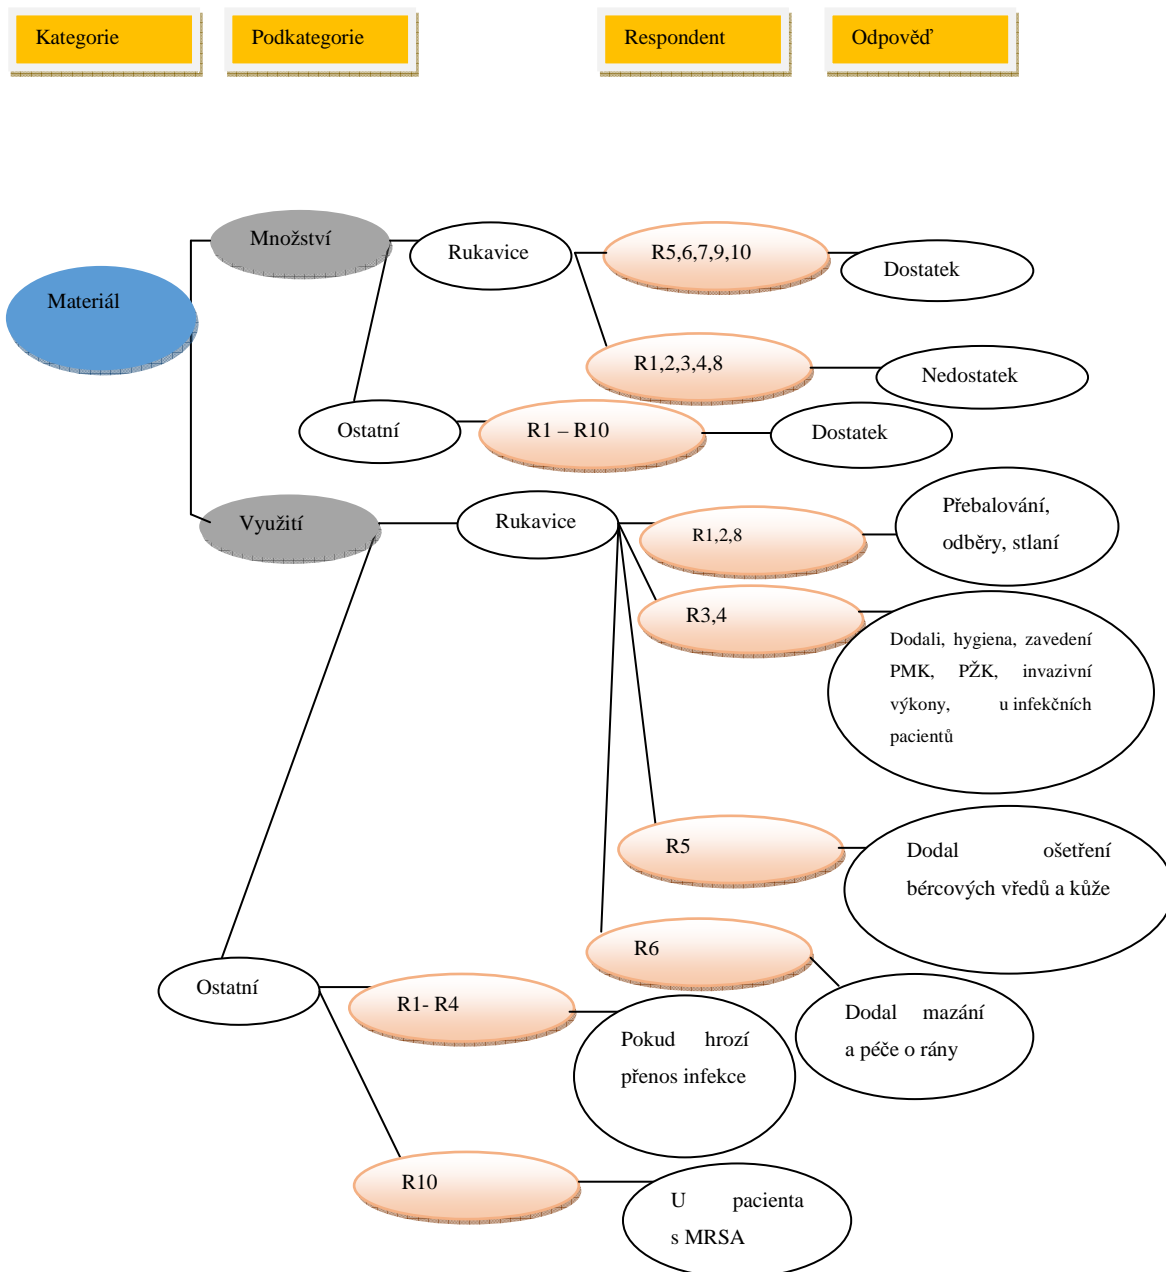 Kategorie
Podkategorie
Respondent
Odpověď
Množství
Rukavice
R5,6,7,9,10
Dostatek
Materiál
R1,2,3,4,8
Nedostatek
Ostatní
R1 – R10
Dostatek
Využití
Rukavice
R1,2,8
Přebalování,
odběry, stlaní
R3,4
Dodali, hygiena, zavedení
PMK, PŽK, invazivní
výkony, u infekčních
pacientů
R5
Dodal ošetření
bércových vředů a kůže
R6
Dodal mazání
a péče o rány
Ostatní
R1- R4
Pokud hrozí
přenos infekce
R10
U pacienta
s MRSA